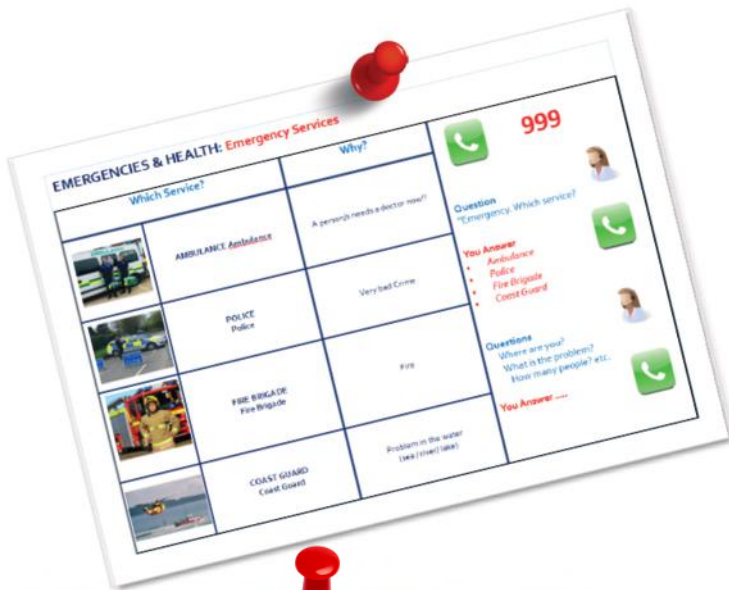 EMERGENCIES & HEALTH: Emergency Services
Which Service?
Why?
AMBULANCE Ambulance
A person/s needs a doctor now!!
POLICE
Police
Very bad Crime
FIRE BRIGADE
Fire Brigade
Fire
COAST GUARD
Coast Guard
Problem in the water
(sea / river/ lake)
999
Question
"Emergency. Which service?
You Answer
• Ambulance
• Police
• Fire Brigade
• Coast Guard
Questions
Where are you?
What is the problem?
How many people? etc..
You Answer .....